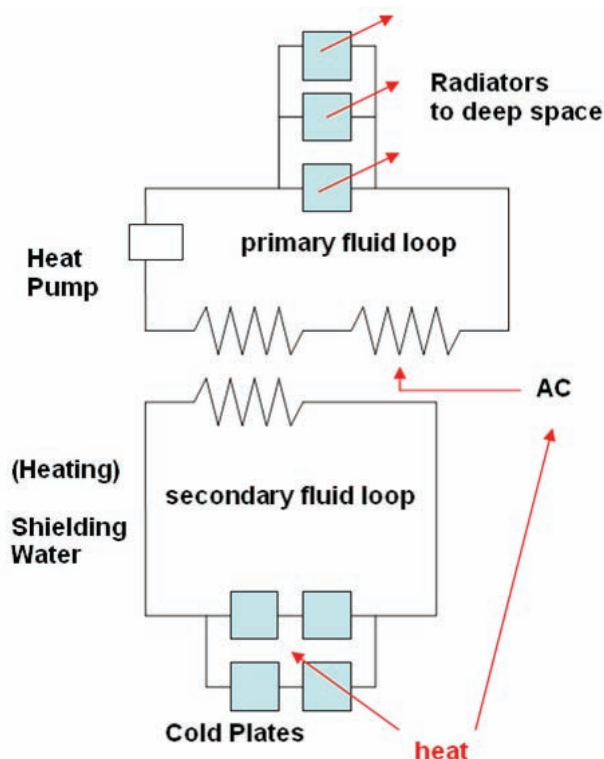 Radiators
to deep space
primary fluid loop
Heat
Pump
AC
(Heating)
secondary fluid loop
Shielding
Water
Cold Plates
heat